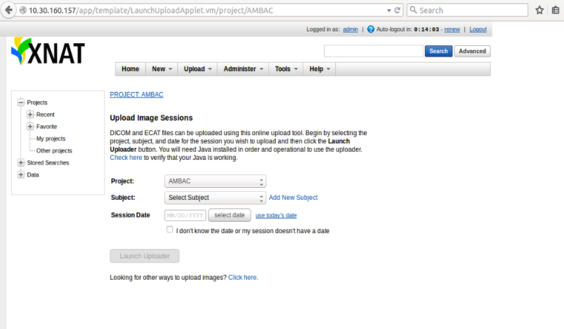 10.30.160.157/app/template/LaunchUploadApplet.vm/project/AMBAC
Search
Logged in as: admin | Auto-logout in: 0:14:03 - renew | Logout
XNAT
Search Advanced
Home New Upload Administer Tools Help
Projects
Recent
Favorite
My projects
Other projects
Stored Searches
Data
PROJECT: AMBAC
Upload Image Sessions
DICOM and ECAT files can be uploaded using this online upload tool. Begin by selecting the
project, subject, and date for the session you wish to upload and then click the Launch
Uploader button. You will need Java installed in order and operational to use the uploader.
Check here to verify that your Java is working.
Project: AMBAC
Subject: Select Subject Add New Subject
Session Date MM/DD/YYYY select date use today's date
I don't know the date or my session doesn't have a date
Launch Uploader
Looking for other ways to upload images? Click here.